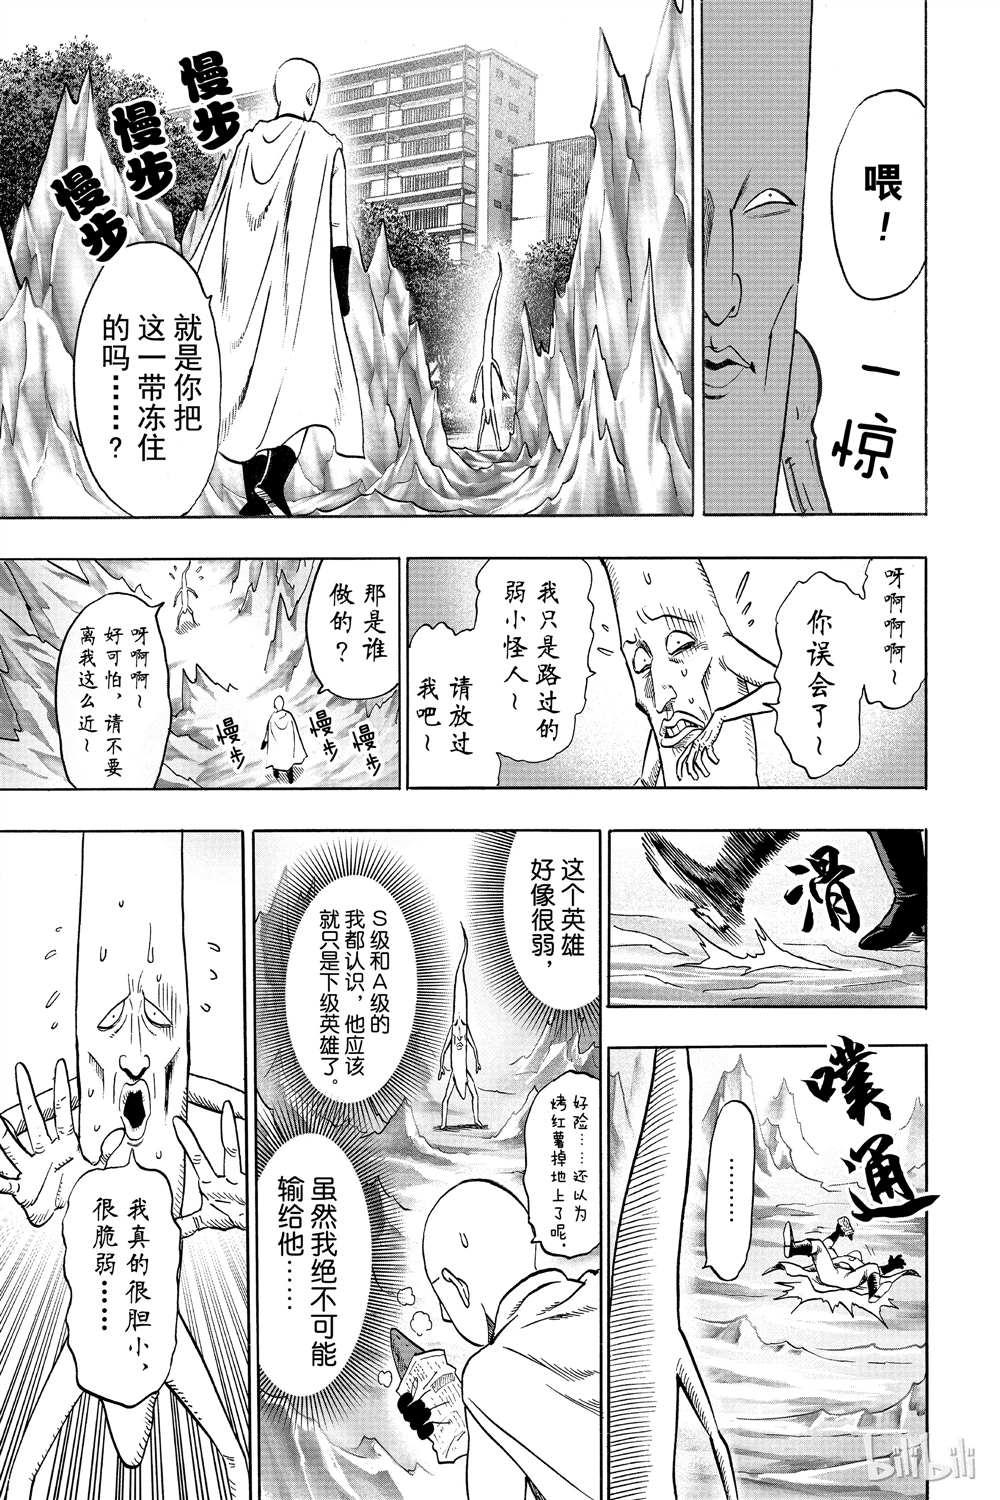 喂！
一惊
慢步
慢步
慢步
就是你把
这一带冻住
的吗……？
呀啊啊啊～
你误会了～
我只是路过的
弱小怪人～
请放过
我吧～
那是谁
做的？
慢步
慢步
慢步
呀啊啊～
好可怕，请不要
离我这么近～
滑
噗通
………
这个英雄
好像很弱，
S级和A级的
我都认识，他应该
就只是下级英雄了。
好险……还以为
烤红薯掉地上了呢。
虽然我绝不可能
输给他……
我真的很胆小，
很脆弱……
bilibili